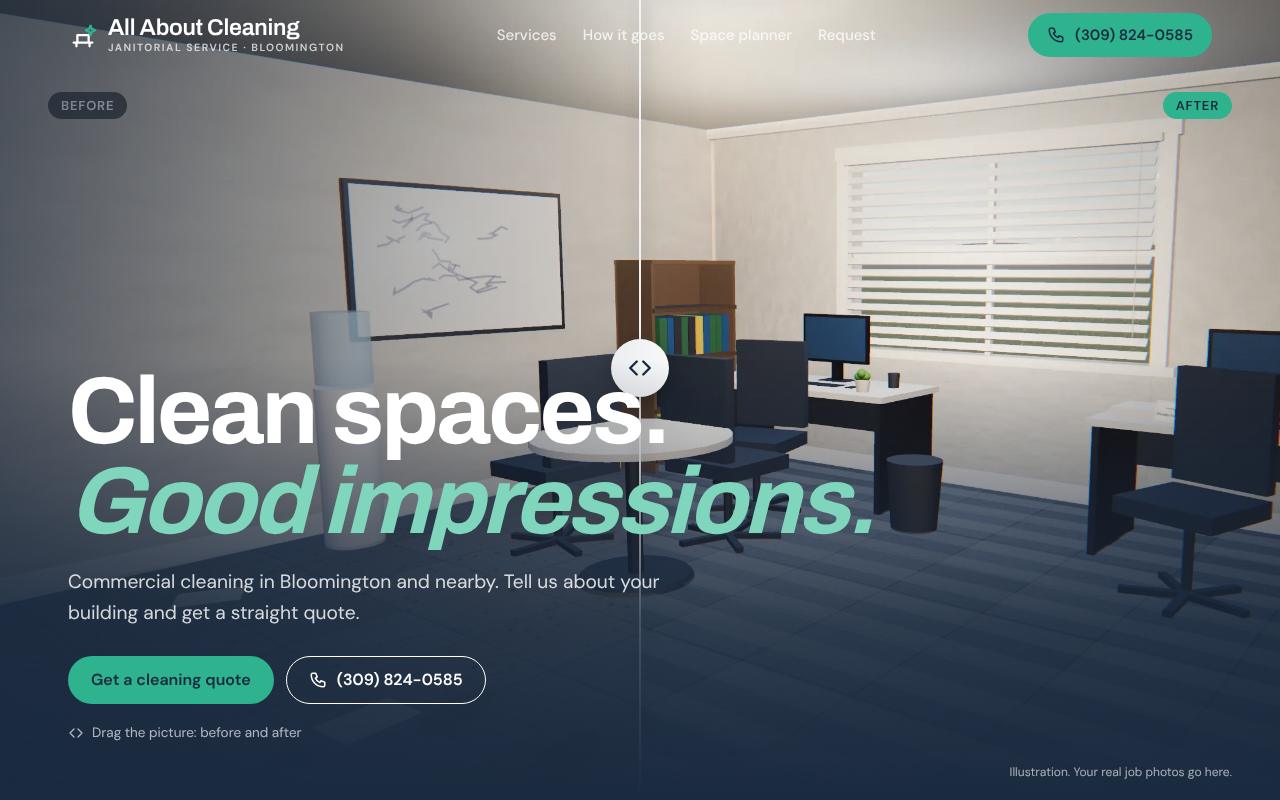 All About Cleaning
JANITORIAL SERVICE · BLOOMINGTON
Services
How it goes
Space planner
Request
(309) 824-0585
BEFORE
AFTER
Clean spaces.
Good impressions.
Commercial cleaning in Bloomington and nearby. Tell us about your
building and get a straight quote.
Get a cleaning quote
(309) 824-0585
Drag the picture: before and after
Illustration. Your real job photos go here.